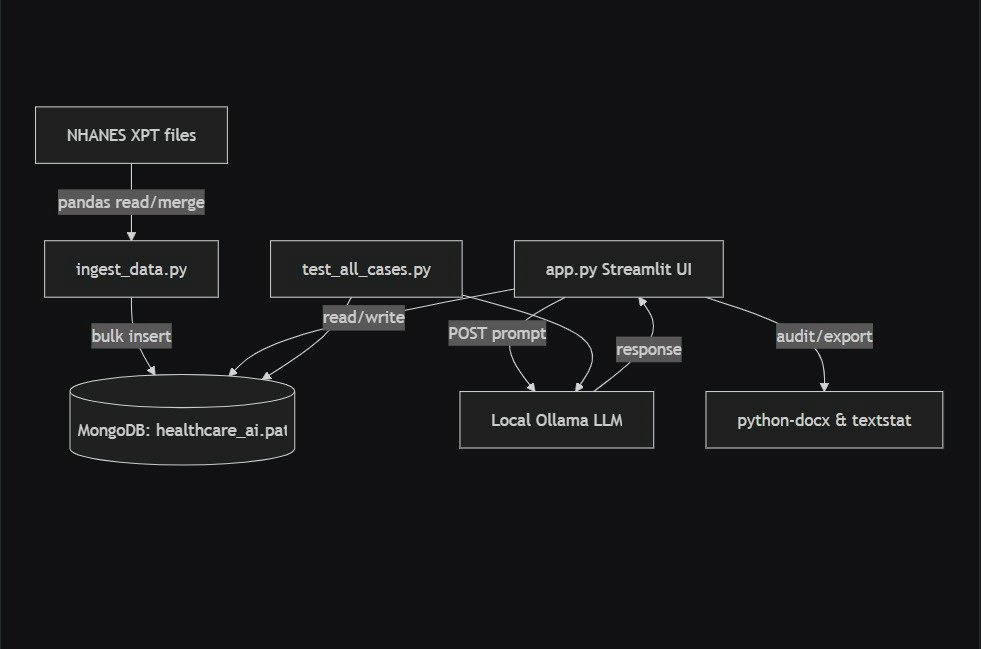 NHANES XPT files
pandas read/merge
ingest_data.py
test_all_cases.py
app.py Streamlit UI
read/write
bulk insert
POST prompt
response
audit/export
MongoDB: healthcare_ai.pat
Local Ollama LLM
python-docx & textstat